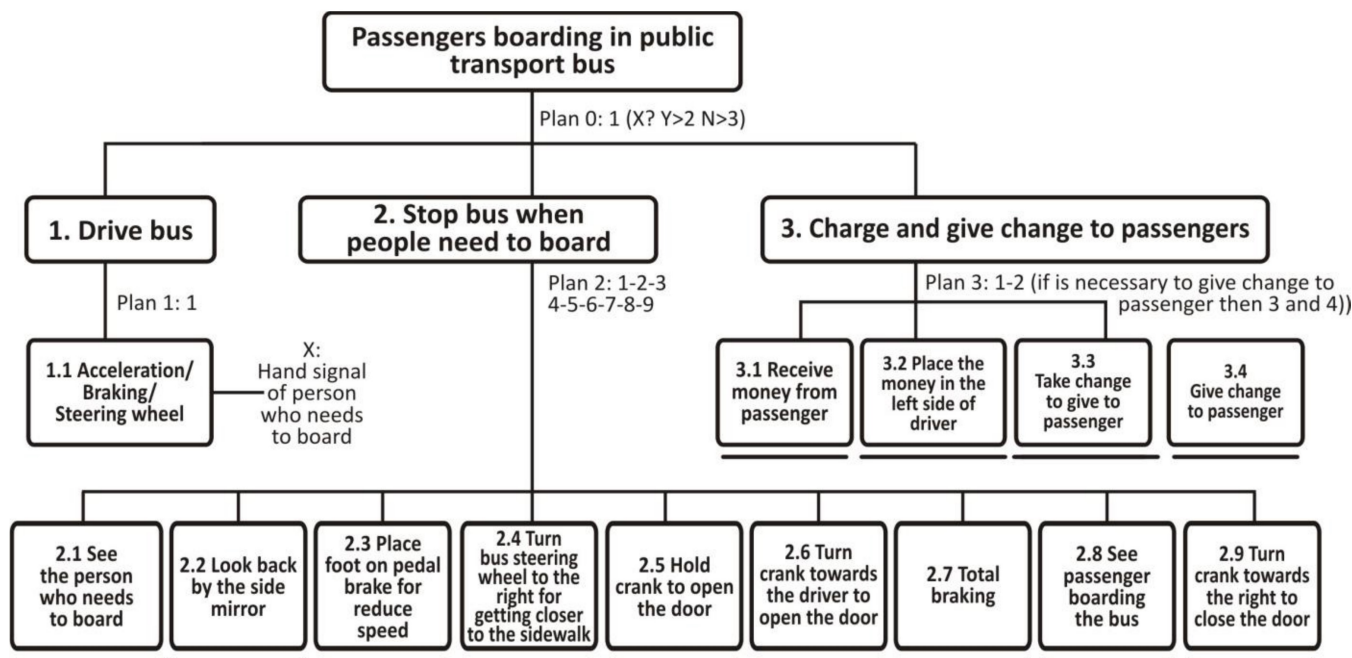 Passengers boarding in public
transport bus
Plan 0: 1 (X? Y>2 N>3)
1. Drive bus
2. Stop bus when
people need to board
3. Charge and give change to passengers
Plan 1: 1
Plan 2: 1-2-3
4-5-6-7-8-9
Plan 3: 1-2 (if is necessary to give change to
passenger then 3 and 4))
1.1 Acceleration/
Braking/
Steering wheel
X:
Hand signal
of person
who needs
to board
3.1 Receive
money from
passenger
3.2 Place the
money in the
left side of
driver
3.3
Take change
to give to
passenger
3.4
Give change
to passenger
2.1 See
the person
who needs
to board
2.2 Look back
by the side
mirror
2.3 Place
foot on pedal
brake for
reduce
speed
2.4 Turn
bus steering
wheel to the
right for
getting closer
to the sidewalk
2.5 Hold
crank to open
the door
2.6 Turn
crank towards
the driver to
open the door
2.7 Total
braking
2.8 See
passenger
boarding
the bus
2.9 Turn
crank towards
the right to
close the door